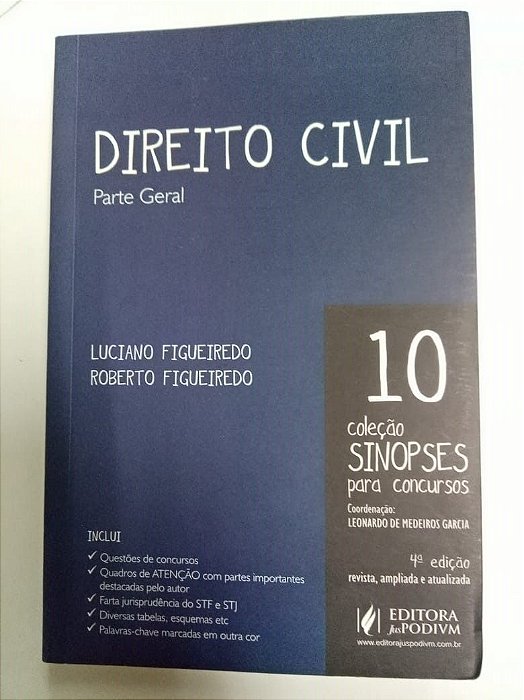 DIREITO CIVIL
Parte Geral
LUCIANO FIGUEIREDO
ROBERTO FIGUEIREDO
INCLUI
✓ Questões de concursos
✓ Quadros de ATENÇÃO com partes importantes
destacadas pelo autor
✓ Farta jurisprudência do STF e STJ
✓ Diversas tabelas, esquemas etc
✓ Palavras-chave marcadas em outra cor
10
coleção
SINOPSES
para concursos
Coordenação:
LEONARDO DE MEDEIROS GARCIA
4ª edição
revista, ampliada e atualizada
EDITORA
JusPODIVM
www.editorajuspodivm.com.br